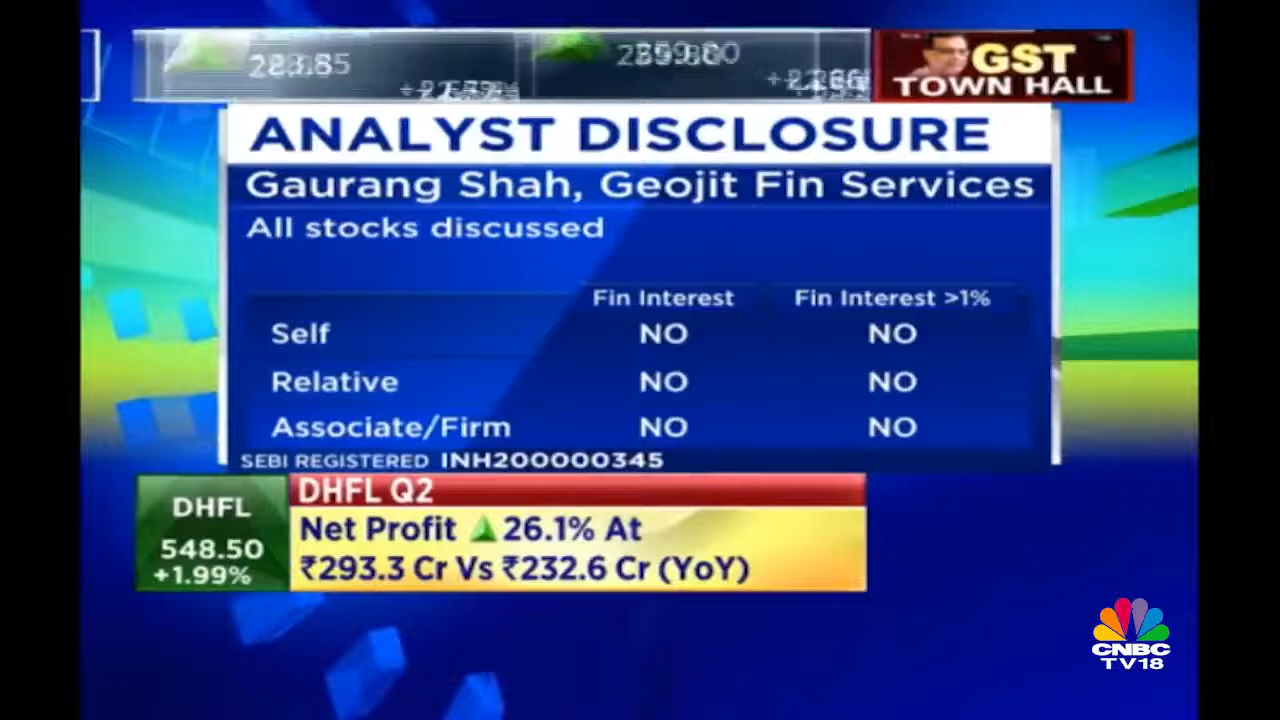 GST
TOWN HALL
ANALYST DISCLOSURE
Gaurang Shah, Geojit Fin Services
All stocks discussed
Fin Interest Fin Interest >1%
Self NO NO
Relative NO NO
Associate/Firm NO NO
SEBI REGISTERED INH200000345
DHFL
548.50
+1.99%
DHFL Q2
Net Profit ▲26.1% At
₹293.3 Cr Vs ₹232.6 Cr (YoY)
CNBC
TV18